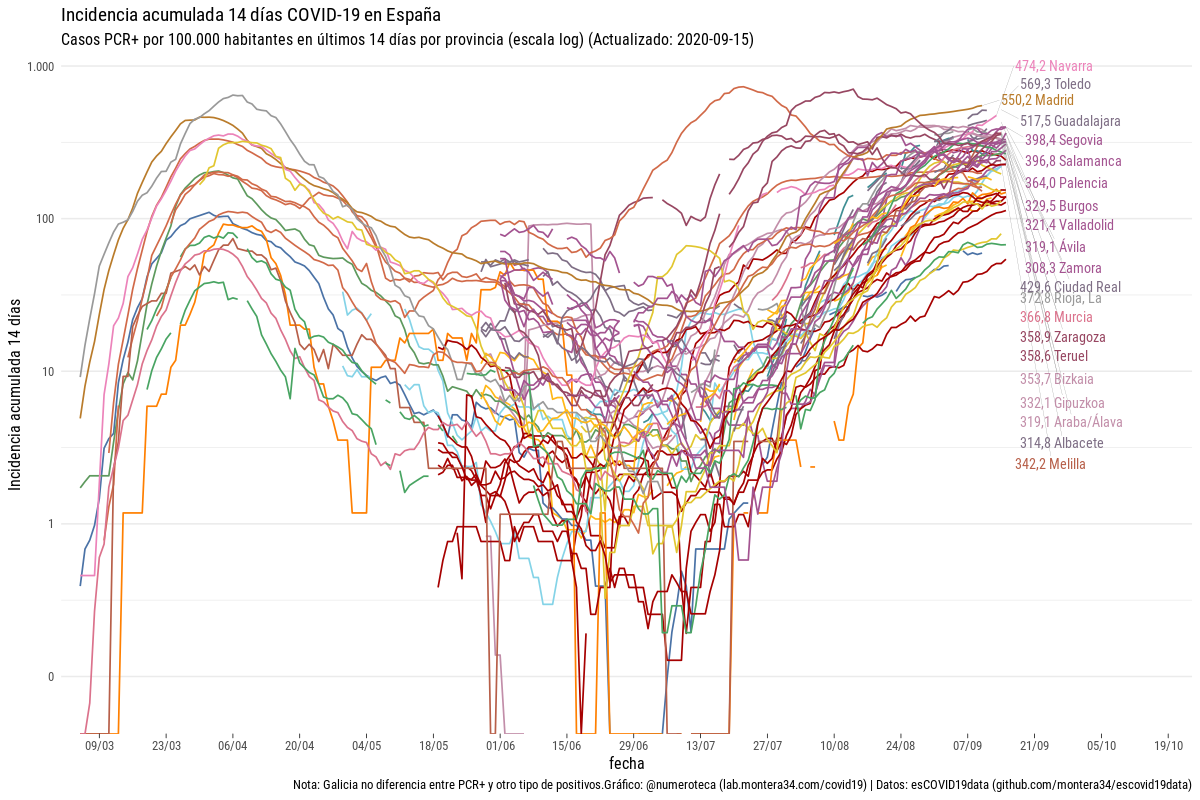 Incidencia acumulada 14 días COVID-19 en España
Casos PCR+ por 100.000 habitantes en últimos 14 días por provincia (escala log) (Actualizado: 2020-09-15)
Incidencia acumulada 14 días
1.000
100
10
1
0
474,2 Navarra
569,3 Toledo
550,2 Madrid
517,5 Guadalajara
398,4 Segovia
396,8 Salamanca
364,0 Palencia
329,5 Burgos
321,4 Valladolid
319,1 Ávila
308,3 Zamora
429,6 Ciudad Real
372,8 Rioja, La
366,8 Murcia
358,9 Zaragoza
358,6 Teruel
353,7 Bizkaia
332,1 Gipuzkoa
319,1 Araba/Álava
314,8 Albacete
342,2 Melilla
09/03 23/03 06/04 20/04 04/05 18/05 01/06 15/06 29/06 13/07 27/07 10/08 24/08 07/09 21/09 05/10 19/10
fecha
Nota: Galicia no diferencia entre PCR+ y otro tipo de positivos.Gráfico: @numeroteca (lab.montera34.com/covid19) | Datos: esCOVID19data (github.com/montera34/escovid19data)